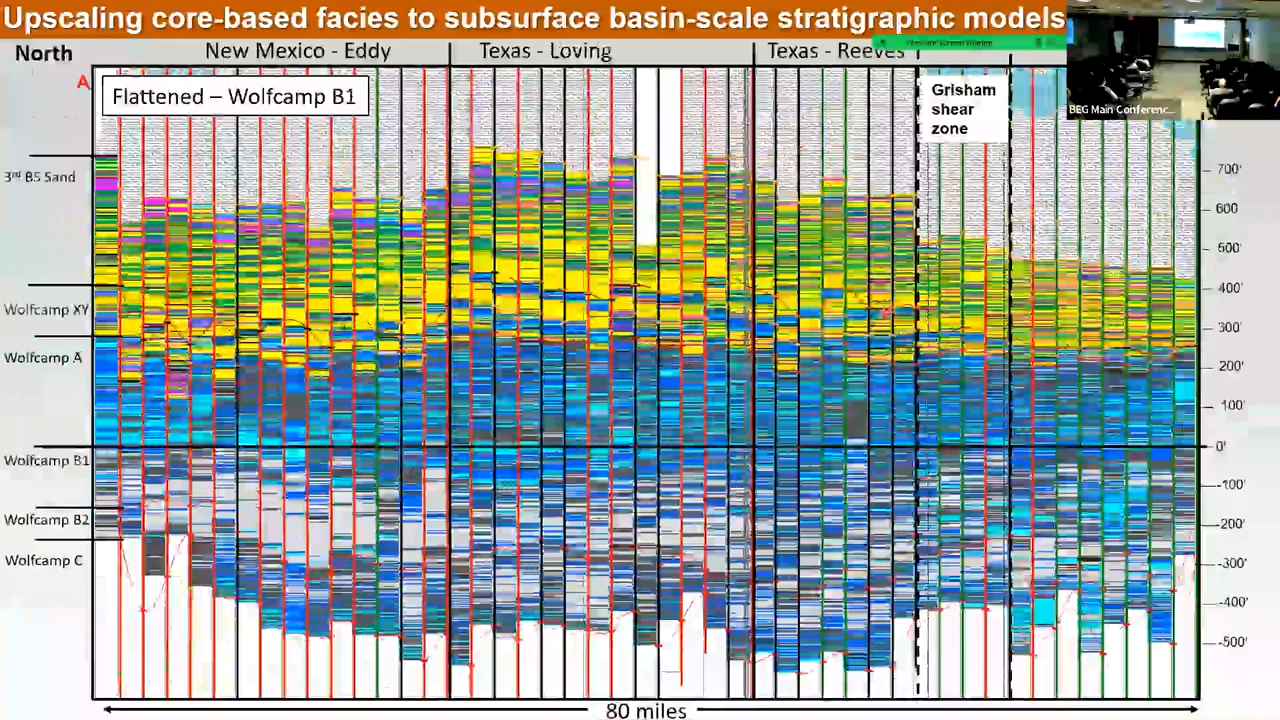 Upscaling core-based facies to subsurface basin-scale stratigraphic models
North
New Mexico - Eddy
Texas - Loving
Texas - Reeves
BEG Main Conferenc...
A
Flattened – Wolfcamp B1
Grisham
shear
zone
3rd BS Sand
Wolfcamp XY
Wolfcamp A
Wolfcamp B1
Wolfcamp B2
Wolfcamp C
700'
600'
500'
400'
300'
200'
100'
0'
-100'
-200'
-300'
-400'
-500'
80 miles